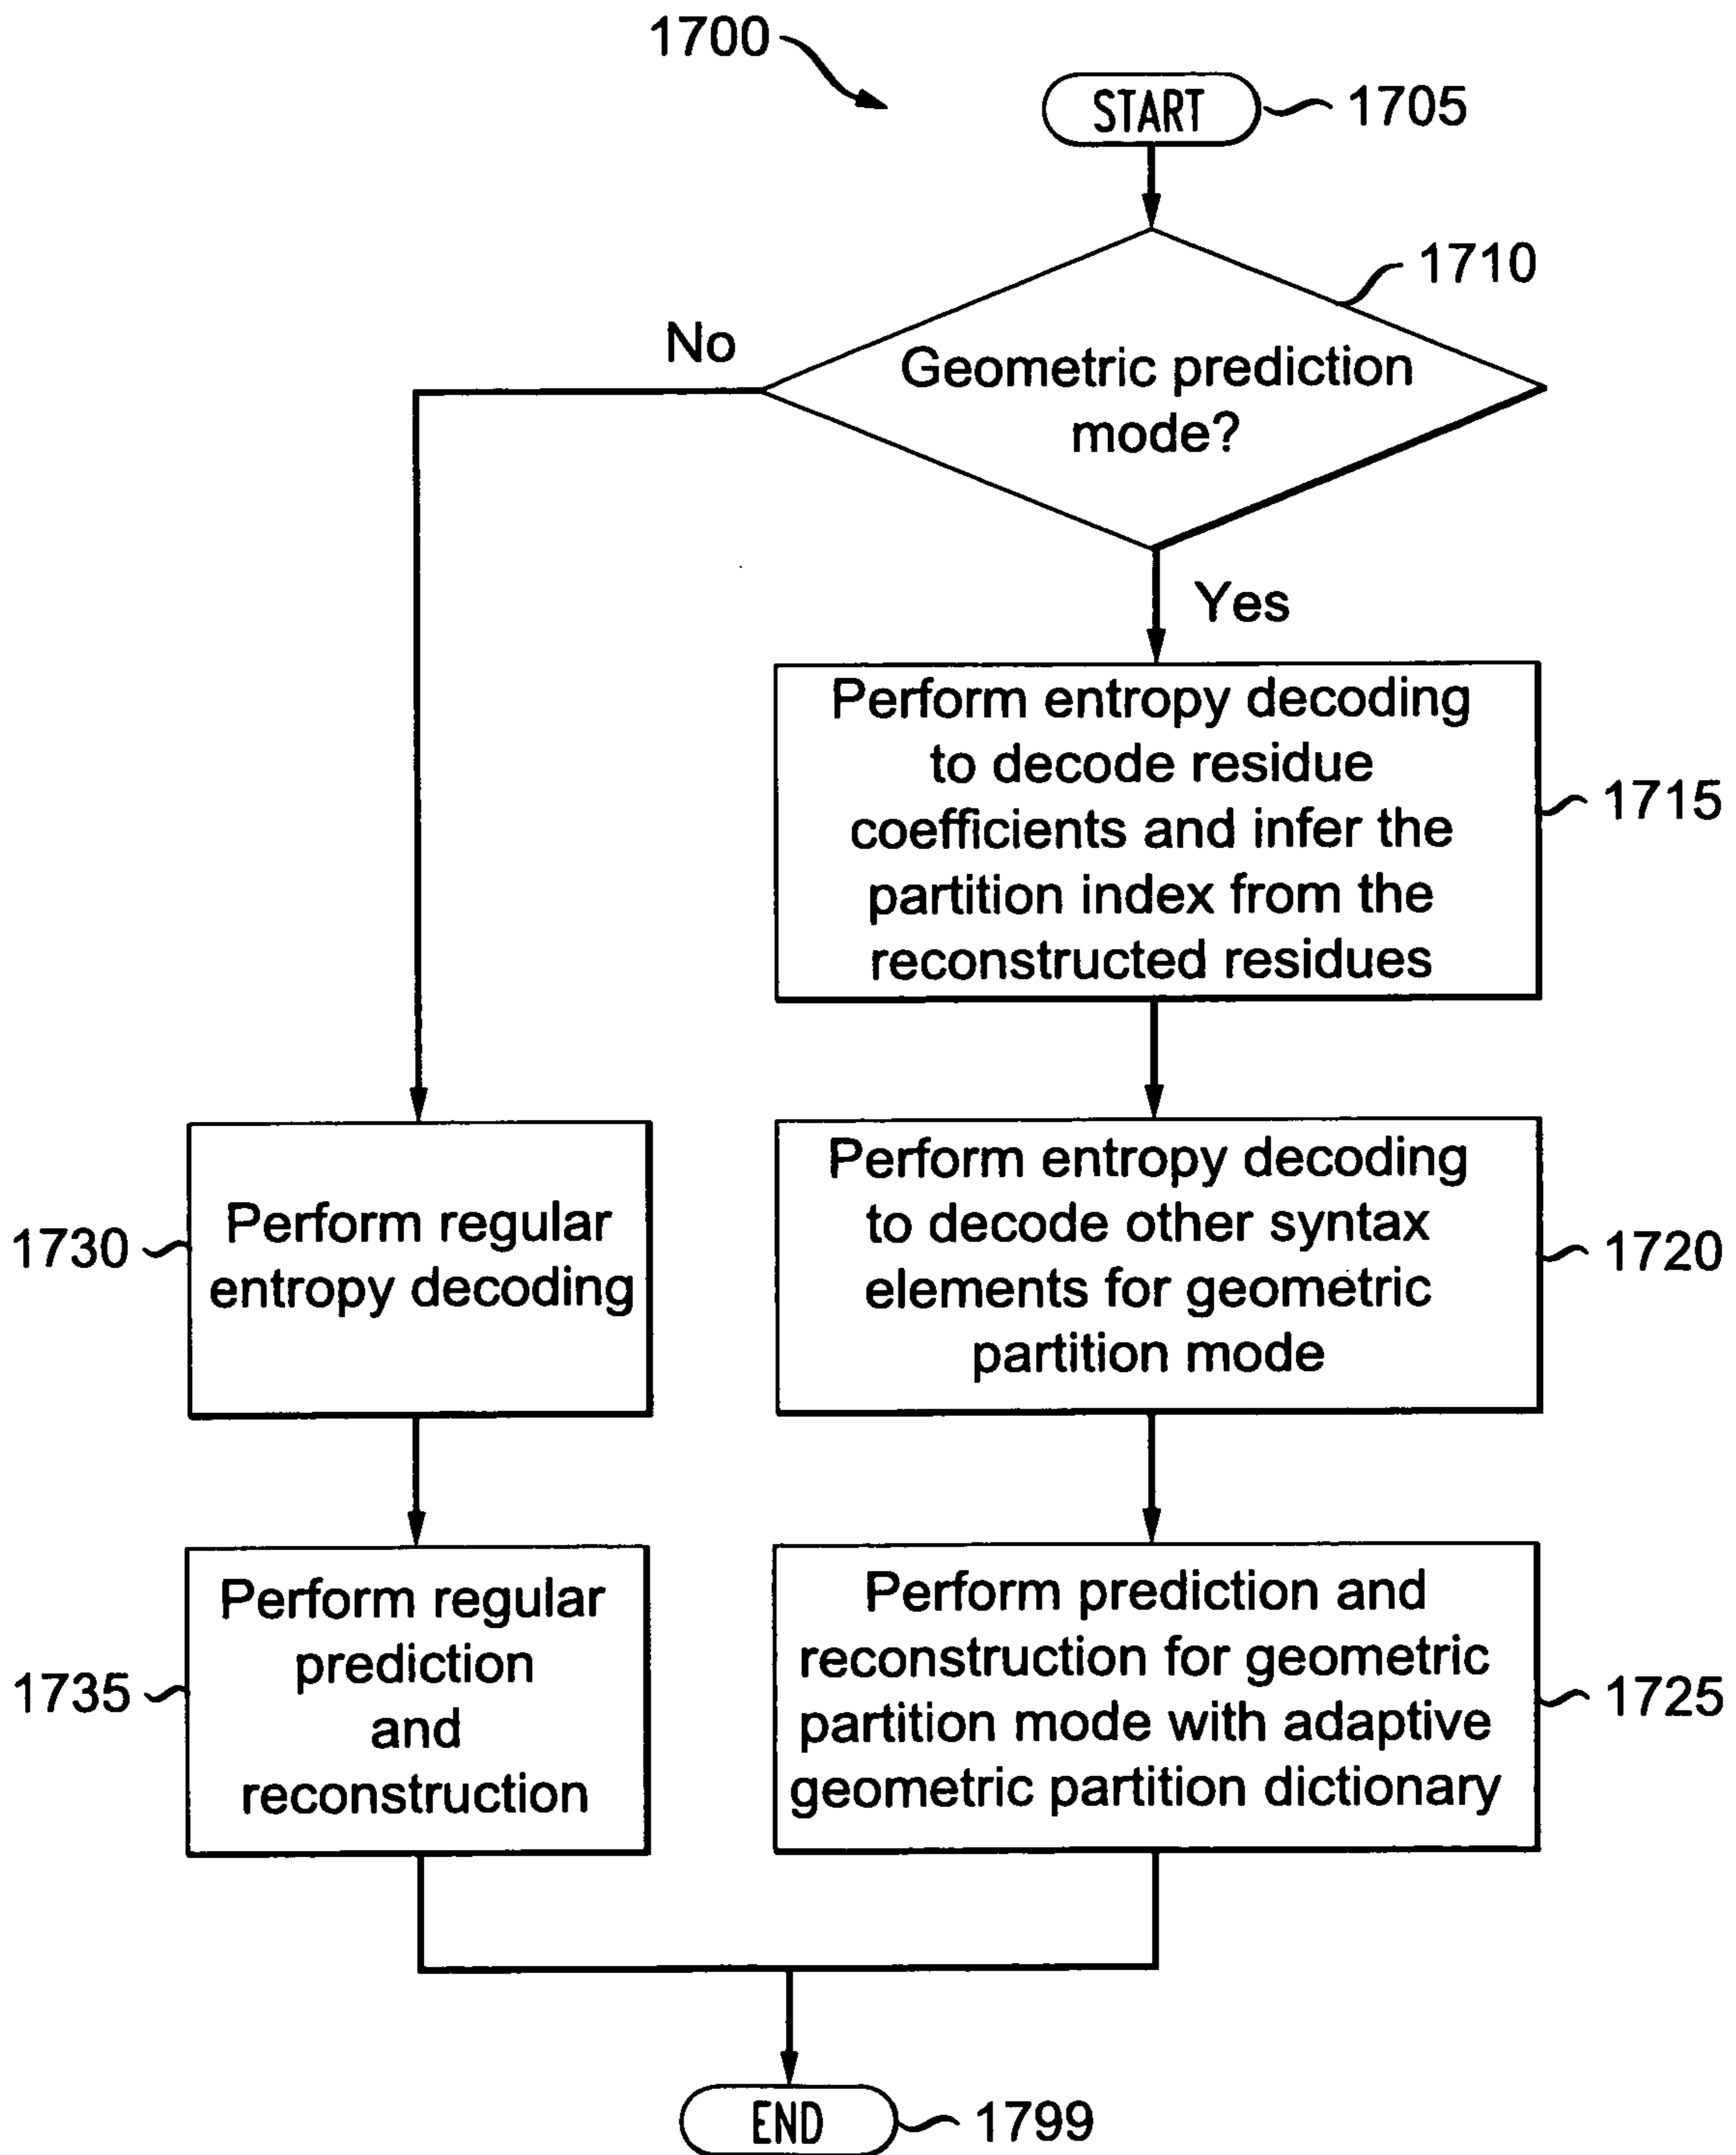 1700
START
1705
1710
No
Geometric prediction
mode?
Yes
Perform entropy decoding
to decode residue
coefficients and infer the
partition index from the
reconstructed residues
1715
Perform entropy decoding
to decode other syntax
elements for geometric
partition mode
1720
1730
Perform regular
entropy decoding
1735
Perform regular
prediction
and
reconstruction
Perform prediction and
reconstruction for geometric
partition mode with adaptive
geometric partition dictionary
1725
END
1799